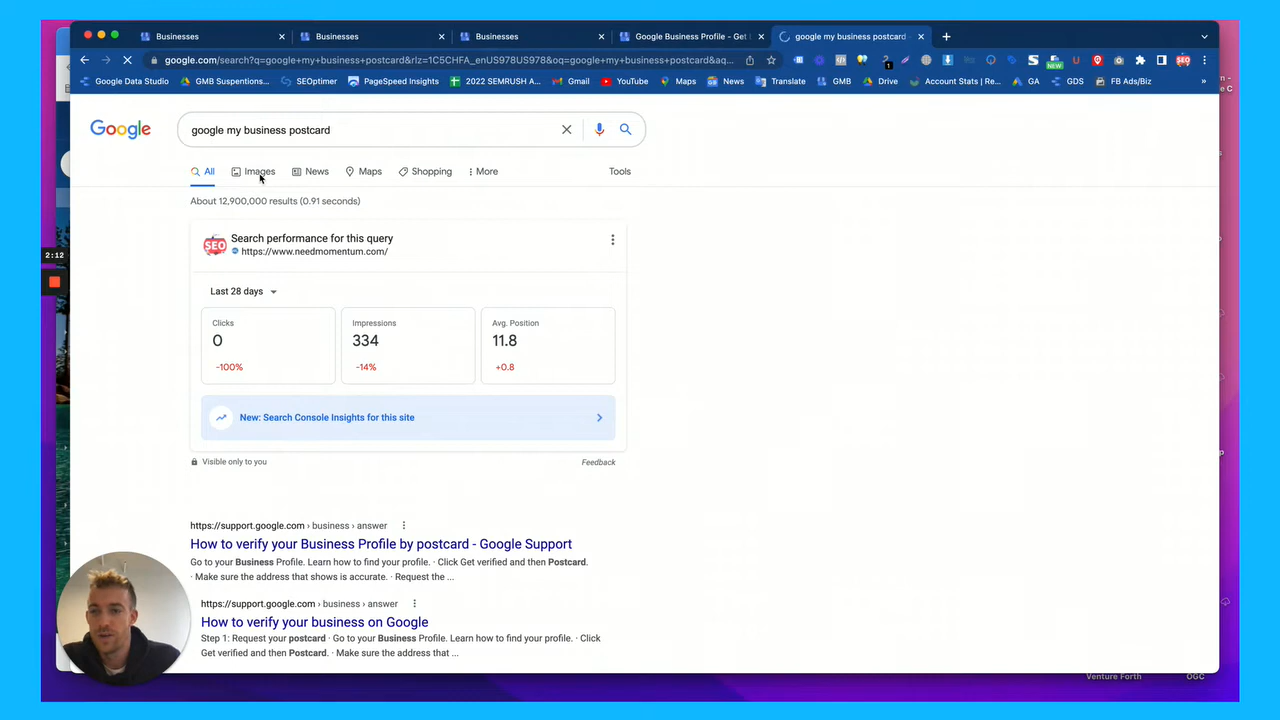 Businesses
Businesses
Businesses
Google Business Profile - Get
google my business postcard
google.com/search?q=google+my+business+postcard&rlz=1C5CHFA_enUS978US978&oq=google+my+business+postcard&aq...
Google Data Studio
GMB Suspentions...
SEOptimer
PageSpeed Insights
2022 SEMRUSH A...
Gmail
YouTube
Maps
News
Translate
GMB
Drive
Account Stats | Re...
GA
GDS
FB Ads/Biz
»
Google
google my business postcard
All
Images
News
Maps
Shopping
More
Tools
About 12,900,000 results (0.91 seconds)
SEO
Search performance for this query
https://www.needmomentum.com/
2:12
Last 28 days
Clicks
0
-100%
Impressions
334
-14%
Avg. Position
11.8
+0.8
New: Search Console Insights for this site
Visible only to you
Feedback
https://support.google.com › business › answer
How to verify your Business Profile by postcard - Google Support
Go to your Business Profile. Learn how to find your profile. · Click Get verified and then Postcard.
· Make sure the address that shows is accurate. · Request the ...
https://support.google.com › business › answer
How to verify your business on Google
Step 1: Request your postcard · Go to your Business Profile. Learn how to find your profile. · Click
Get verified and then Postcard. · Make sure the address that ...
Venture Forth
OGC